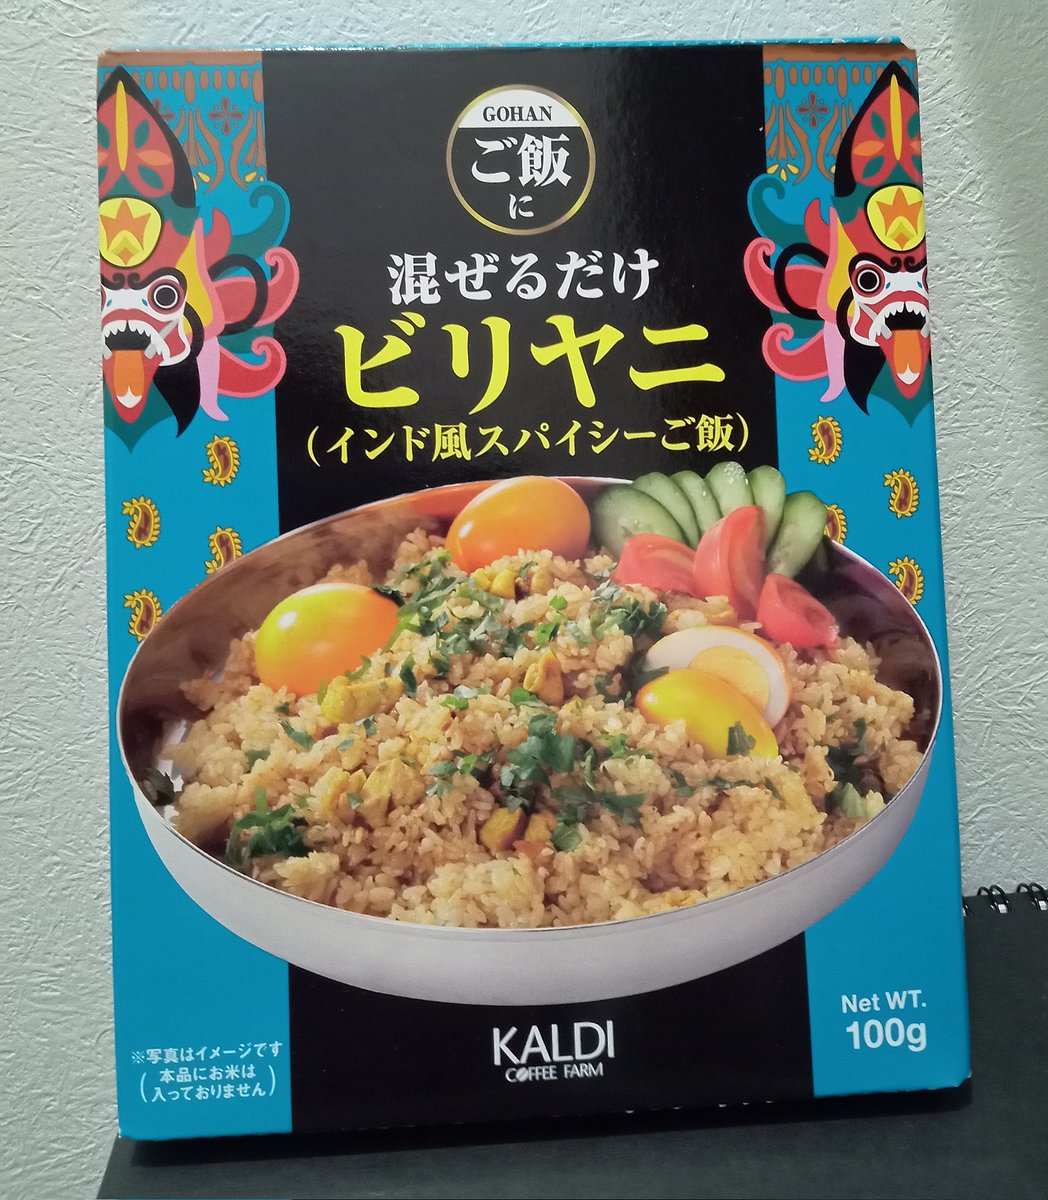 GOHAN
ご飯
に
混ぜるだけ
ビリヤニ
(インド風スパイシーご飯)
Net WT.
100g
※写真はイメージです
(本品にお米は
入っておりません)
KALDI
COFFEE FARM